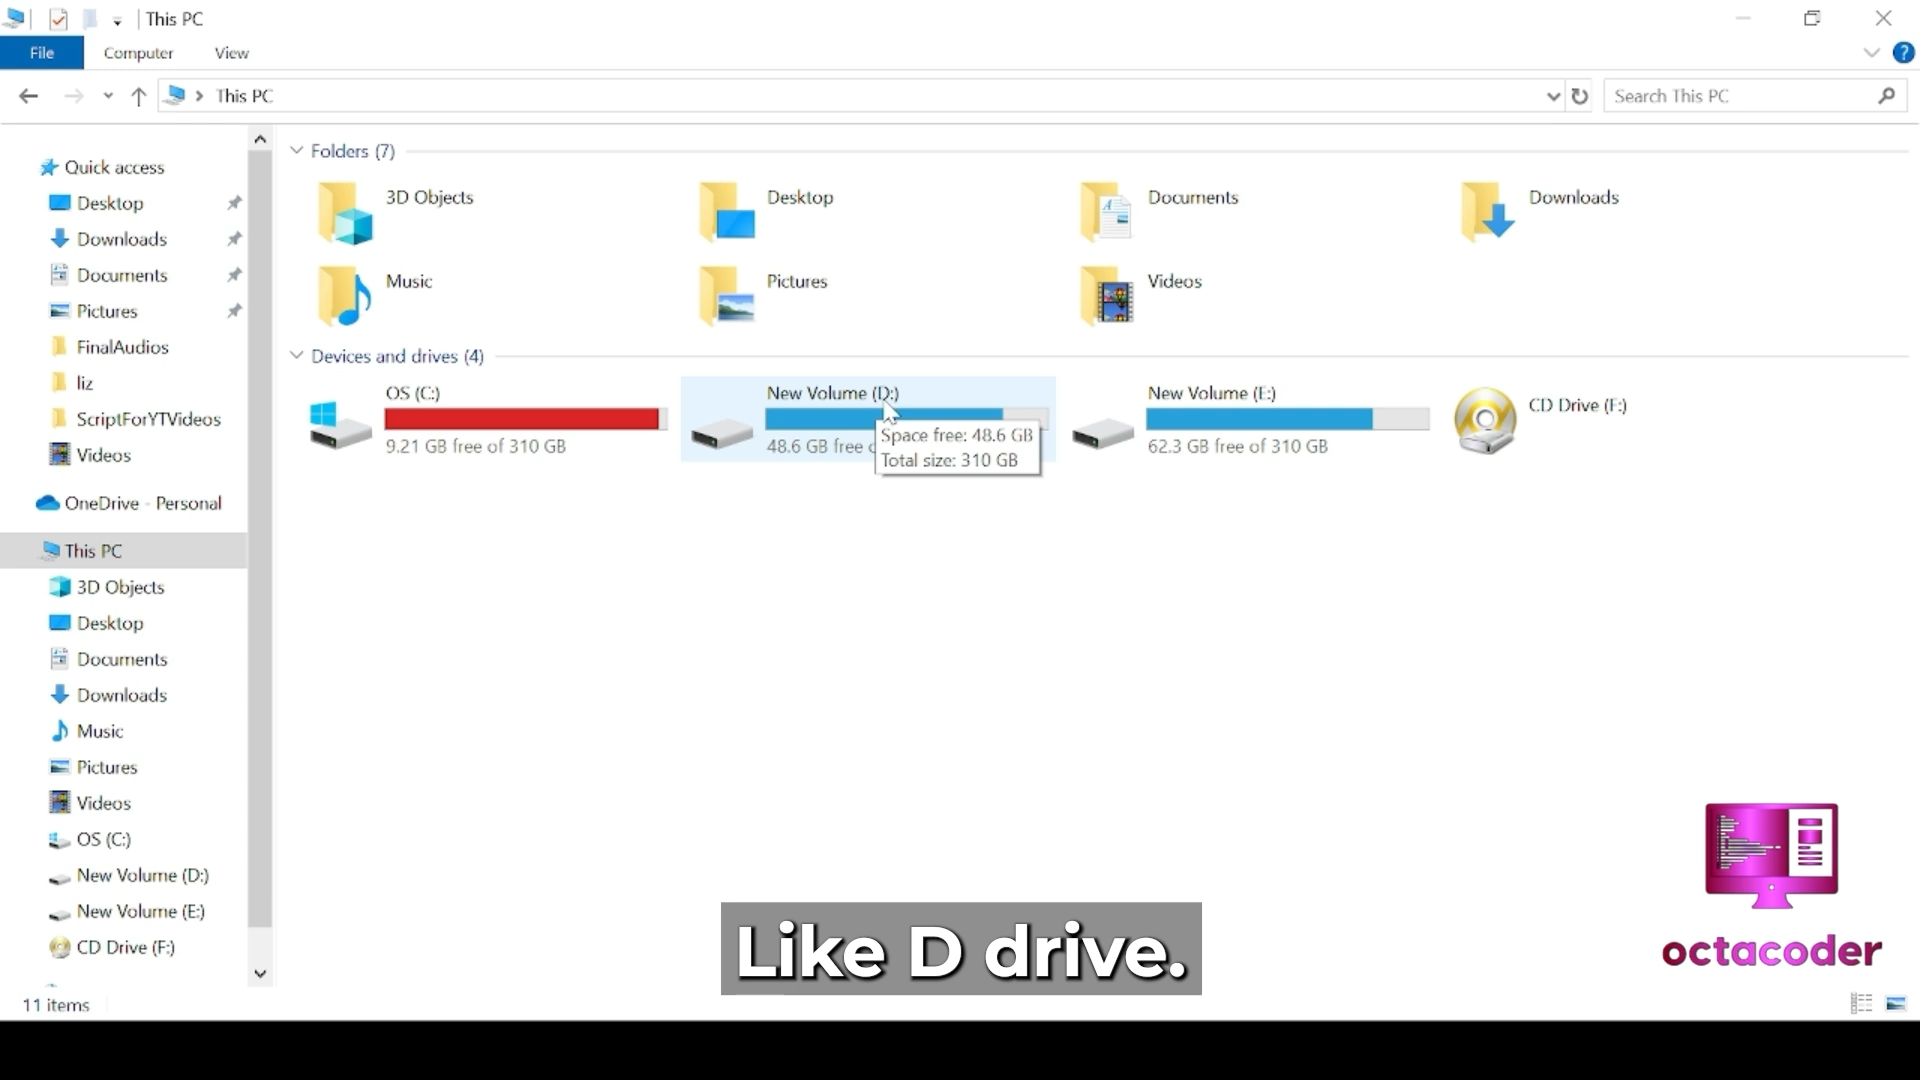 This PC
File Computer View
This PC
Search This PC
Quick access
Desktop
Downloads
Documents
Pictures
FinalAudios
liz
ScriptForYTVideos
Videos
OneDrive - Personal
This PC
3D Objects
Desktop
Documents
Downloads
Music
Pictures
Videos
OS (C:)
New Volume (D:)
New Volume (E:)
CD Drive (F:)
11 items
Folders (7)
3D Objects
Desktop
Documents
Downloads
Music
Pictures
Videos
Devices and drives (4)
OS (C:)
9.21 GB free of 310 GB
New Volume (D:)
48.6 GB free
Space free: 48.6 GB
Total size: 310 GB
New Volume (E:)
62.3 GB free of 310 GB
CD Drive (F:)
Like D drive.
octacoder